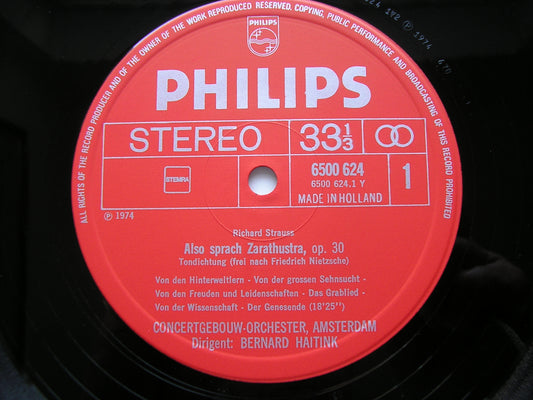 ALL RIGHTS OF THE RECORD PRODUCER AND OF THE OWNER OF THE WORK REPRODUCED RESERVED. COPYING, PUBLIC PERFORMANCE AND BROADCASTING OF THIS RECORD PROHIBITED
PHILIPS
PHILIPS
STEREO
33⅓
STEMRA
6500 624
6500 624.1 Y
MADE IN HOLLAND
1
℗ 1974
Richard Strauss
Also sprach Zarathustra, op. 30
Tondichtung (frei nach Friedrich Nietzsche)
Von den Hinterweltlern - Von der grossen Sehnsucht -
Von den Freuden und Leidenschaften - Das Grablied -
Von der Wissenschaft - Der Genesende (18'25'')
CONCERTGEBOUW-ORCHESTER, AMSTERDAM
Dirigent: BERNARD HAITINK
℗ 1974